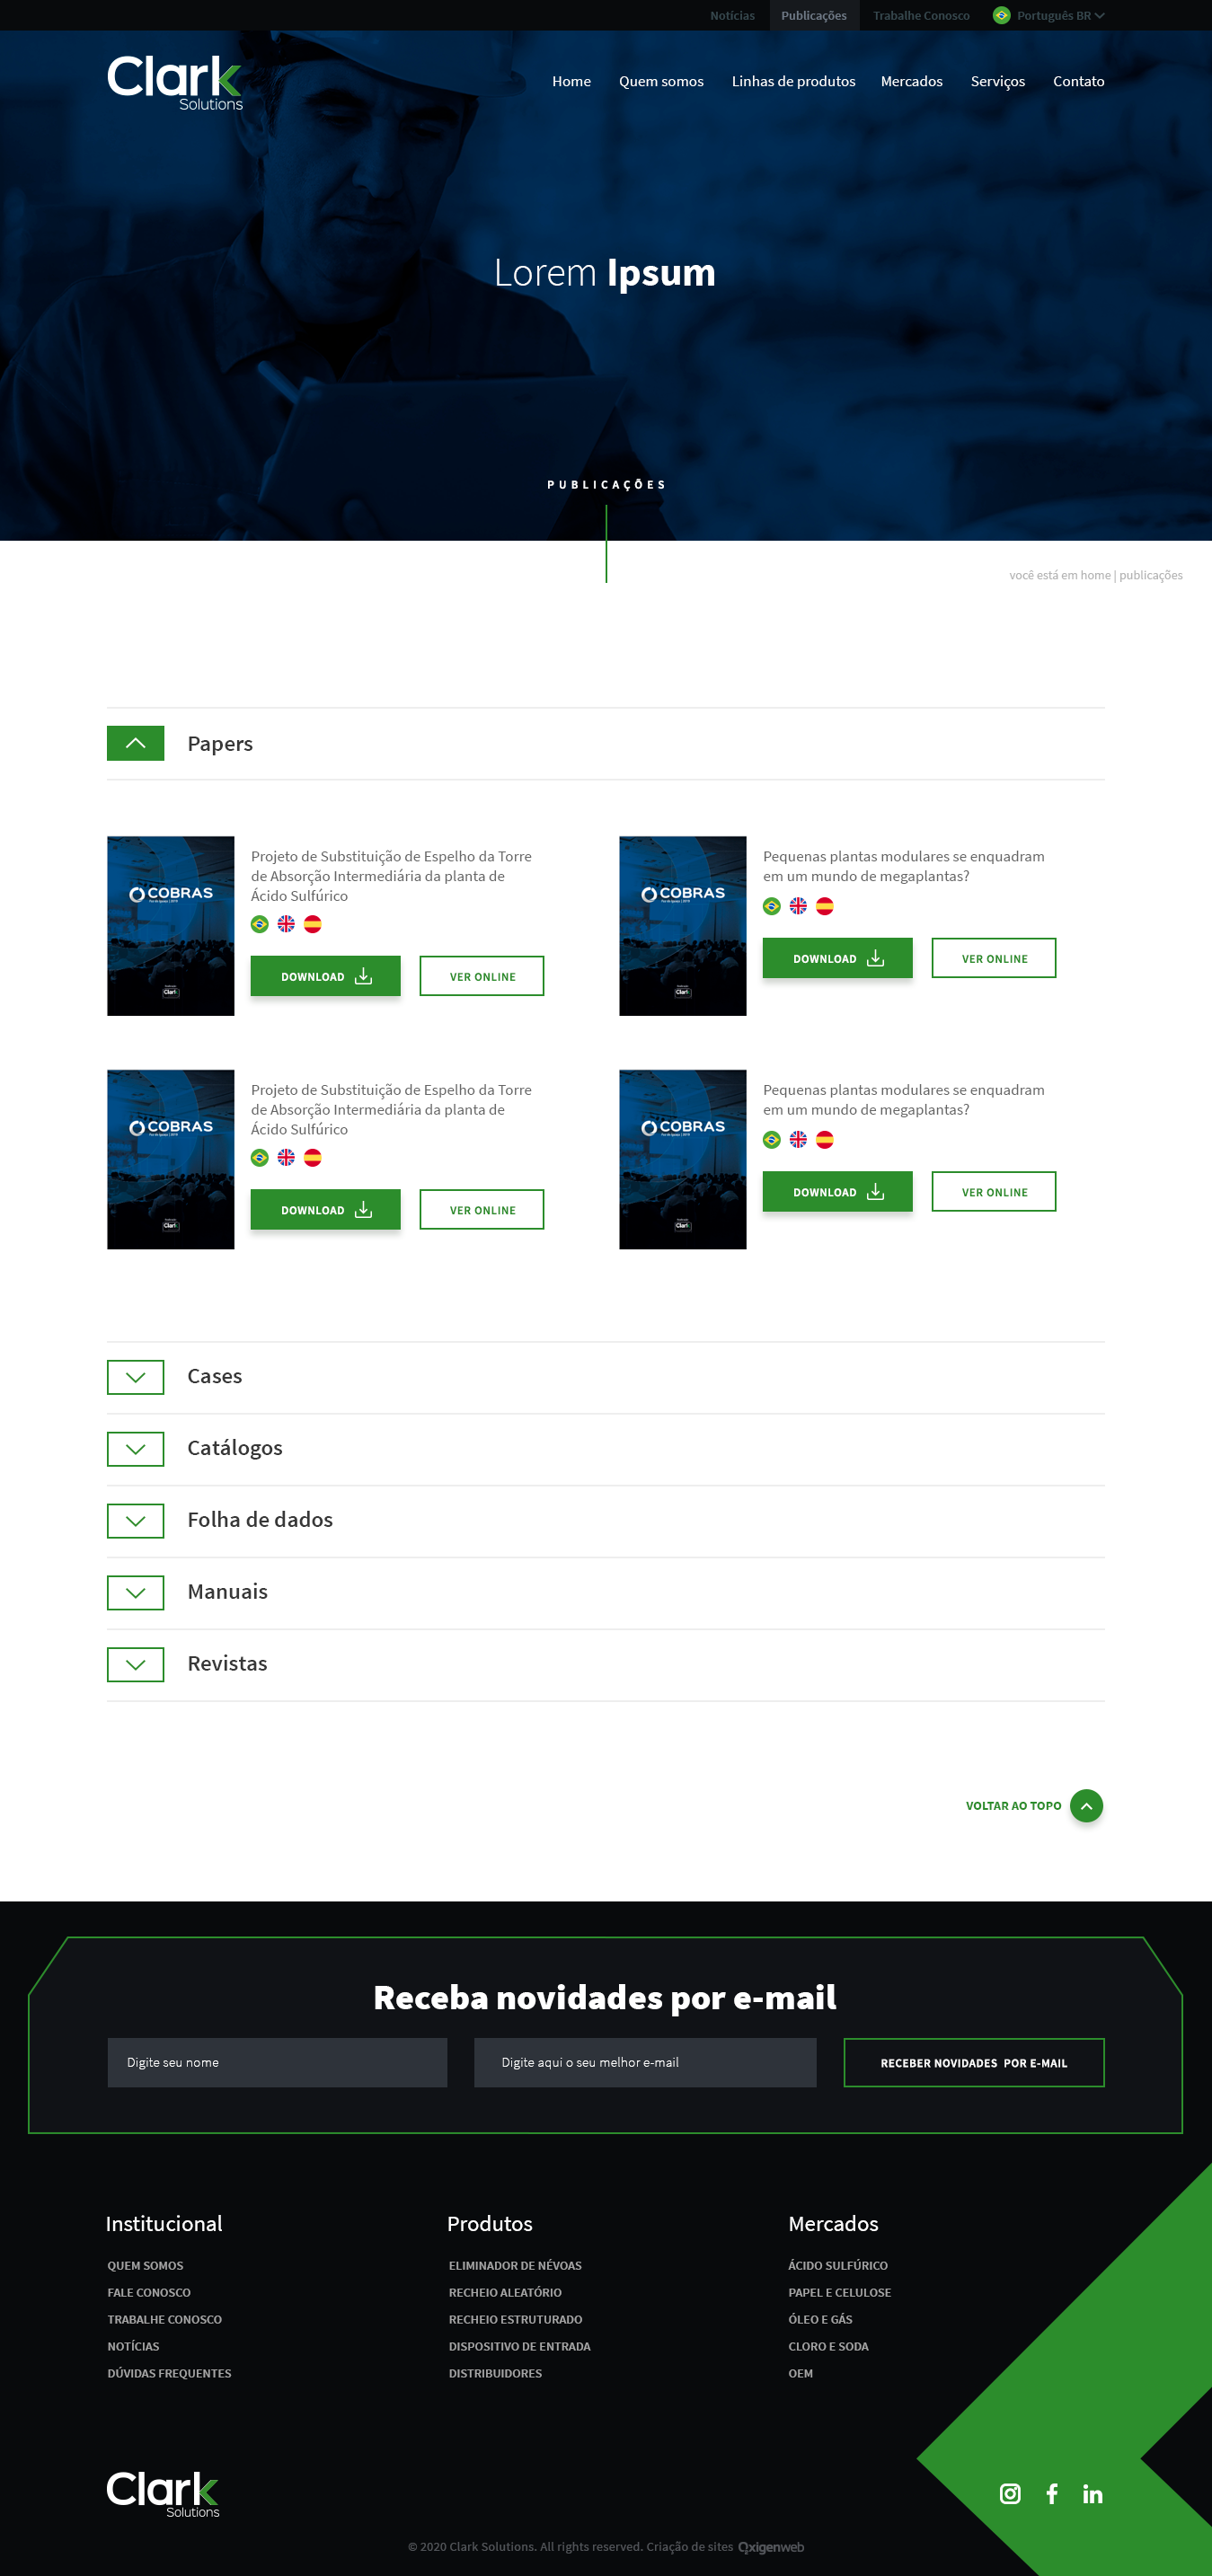 Notícias Publicações Trabalhe Conosco Português BR
Clark
Solutions
Home Quem somos Linhas de produtos Mercados Serviços Contato
Lorem Ipsum
PUBLICAÇÕES
você está em home | publicações
Papers
COBRAS
Clark
Projeto de Substituição de Espelho da Torre
de Absorção Intermediária da planta de
Ácido Sulfúrico
DOWNLOAD VER ONLINE
COBRAS
Clark
Pequenas plantas modulares se enquadram
em um mundo de megaplantas?
DOWNLOAD VER ONLINE
COBRAS
Clark
Projeto de Substituição de Espelho da Torre
de Absorção Intermediária da planta de
Ácido Sulfúrico
DOWNLOAD VER ONLINE
COBRAS
Clark
Pequenas plantas modulares se enquadram
em um mundo de megaplantas?
DOWNLOAD VER ONLINE
Cases
Catálogos
Folha de dados
Manuais
Revistas
VOLTAR AO TOPO
Receba novidades por e-mail
Digite seu nome Digite aqui o seu melhor e-mail RECEBER NOVIDADES POR E-MAIL
Institucional
QUEM SOMOS
FALE CONOSCO
TRABALHE CONOSCO
NOTÍCIAS
DÚVIDAS FREQUENTES
Produtos
ELIMINADOR DE NÉVOAS
RECHEIO ALEATÓRIO
RECHEIO ESTRUTURADO
DISPOSITIVO DE ENTRADA
DISTRIBUIDORES
Mercados
ÁCIDO SULFÚRICO
PAPEL E CELULOSE
ÓLEO E GÁS
CLORO E SODA
OEM
Clark
Solutions
© 2020 Clark Solutions. All rights reserved. Criação de sites Oxigenweb